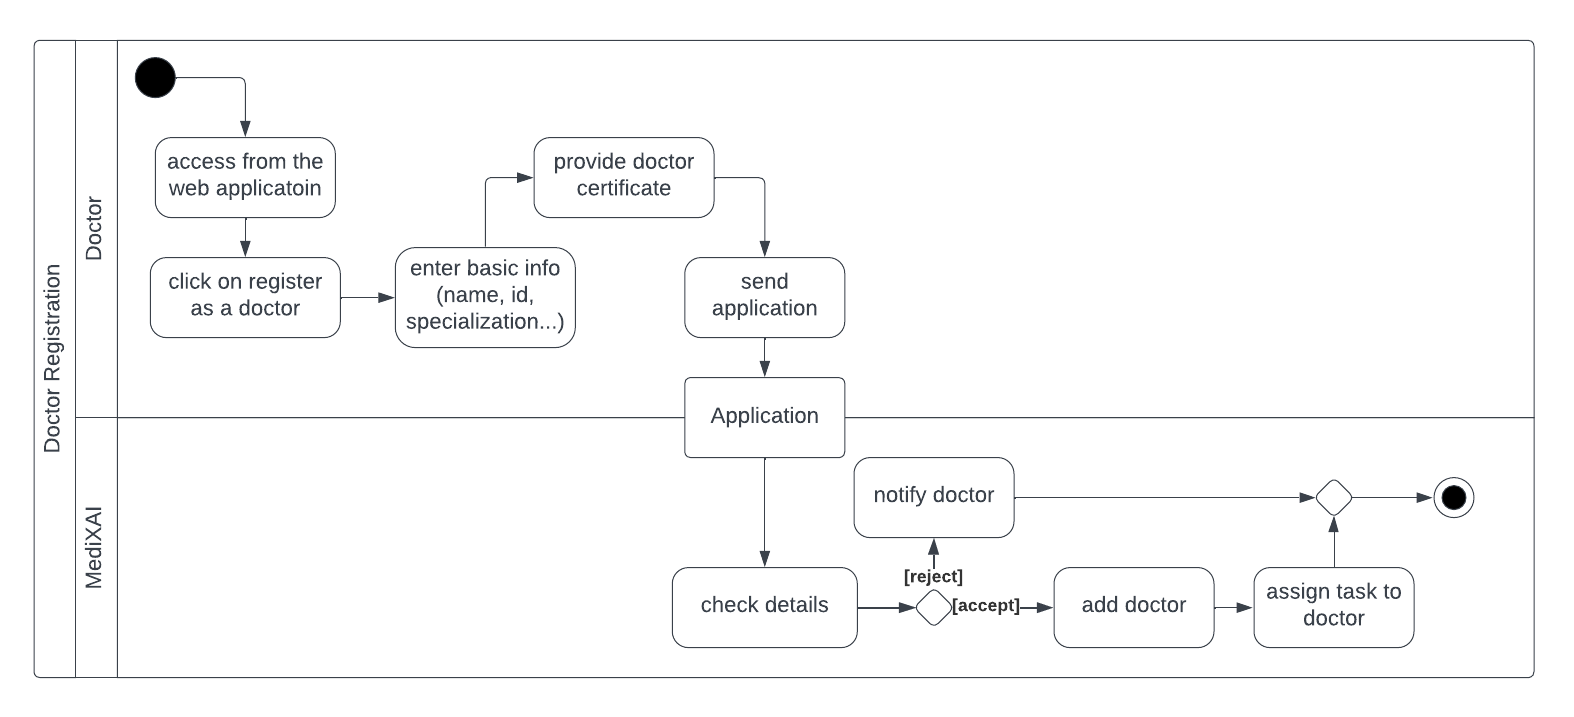 Doctor Registration
Doctor
access from the
web applicatoin
click on register
as a doctor
enter basic info
(name, id,
specialization...)
provide doctor
certificate
send
application
Application
MediXAI
check details
[reject]
notify doctor
[accept]
add doctor
assign task to
doctor